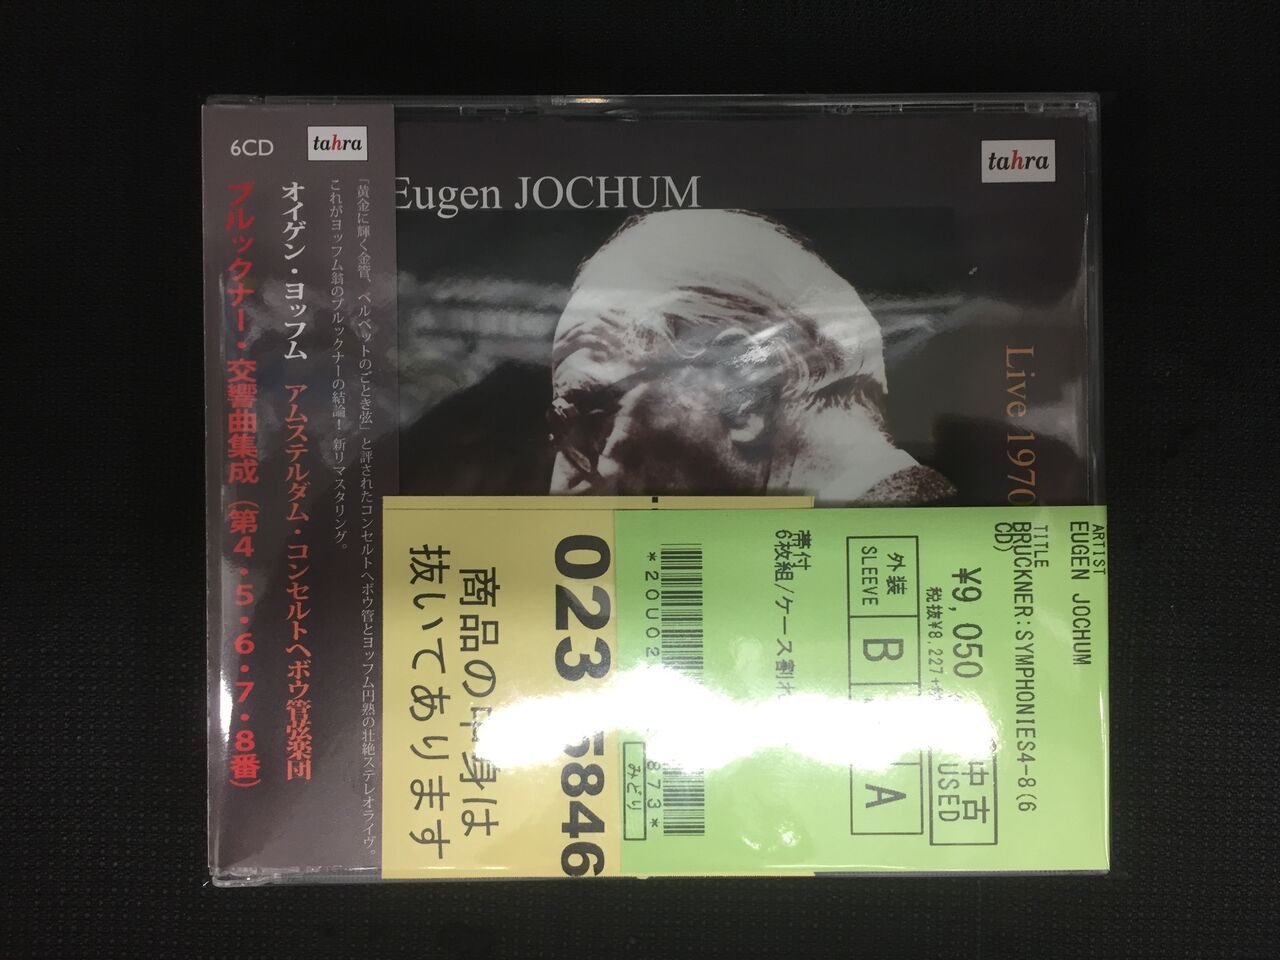 6CD
tahra
ブルックナー・交響曲集成(第4・5・6・7・8番)
オイゲン・ヨッフム アムステルダム・コンセルトヘボウ管弦楽団
「黄金に輝く金管、ベルベットのごとき弦」と評されたコンセルトヘボウ管とヨッフム円熟の壮絶ステレオライヴ。
これがヨッフム翁のブルックナーの結論！新リマスタリング。
Eugen JOCHUM
tahra
Live 1970
023 5846
商品の中身は
抜いてあります
ARTIST
EUGEN JOCHUM
TITLE
BRUCKNER:SYMPHONIES4-8(6
CD)
¥9,050
税抜¥8,227+
中古
USED
外装
SLEEVE
B
A
帯付
6枚組/ケース割れ
*20U02
873*
みどり